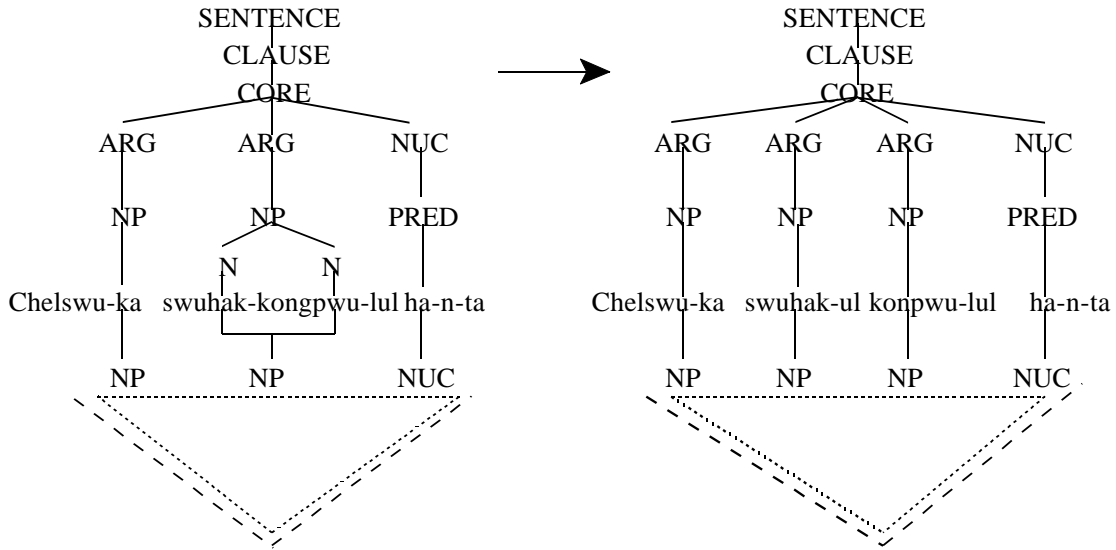 SENTENCE SENTENCE
CLAUSE CLAUSE
CORE CORE
ARG ARG NUC ARG ARG ARG NUC
NP NP PRED NP NP NP PRED
N N
Chelswu-ka swuhak-kongpwu-lul ha-n-ta Chelswu-ka swuhak-ul konpwu-lul ha-n-ta
NP NP NUC NP NP NP NUC